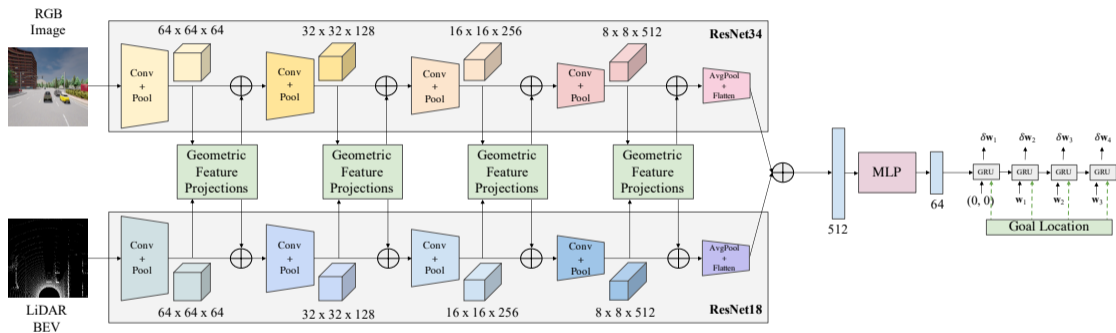 RGB
Image
64 x 64 x 64
32 x 32 x 128
16 x 16 x 256
8 x 8 x 512
ResNet34
Conv
+
Pool
Conv
+
Pool
Conv
+
Pool
Conv
+
Pool
AvgPool
+
Flatten
Geometric
Feature
Projections
Geometric
Feature
Projections
Geometric
Feature
Projections
Geometric
Feature
Projections
LiDAR
BEV
Conv
+
Pool
Conv
+
Pool
Conv
+
Pool
Conv
+
Pool
AvgPool
+
Flatten
64 x 64 x 64
32 x 32 x 128
16 x 16 x 256
8 x 8 x 512
ResNet18
512
MLP
64
δw₁
δw₂
δw₃
δw₄
GRU
GRU
GRU
GRU
(0, 0)
w₁
w₂
w₃
Goal Location